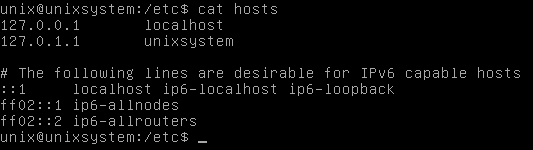 unix@unixsystem:/etc$ cat hosts
127.0.0.1       localhost
127.0.1.1       unixsystem

# The following lines are desirable for IPv6 capable hosts
::1     localhost ip6-localhost ip6-loopback
ff02::1 ip6-allnodes
ff02::2 ip6-allrouters
unix@unixsystem:/etc$ _